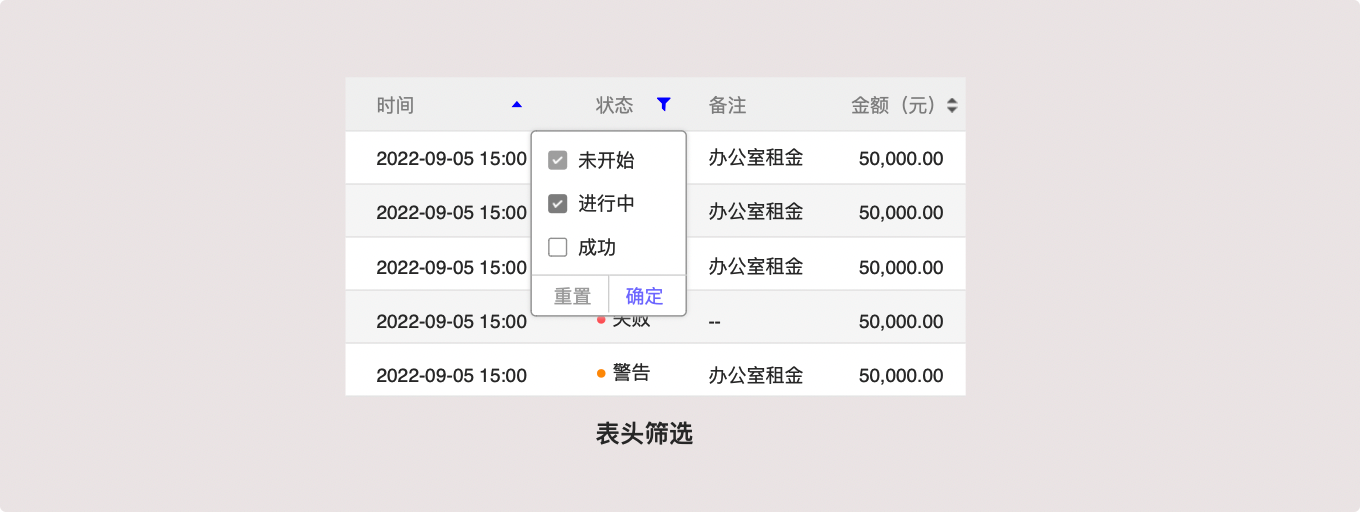 时间 状态 备注 金额（元）
2022-09-05 15:00 未开始 办公室租金 50,000.00
2022-09-05 15:00 进行中 办公室租金 50,000.00
2022-09-05 15:00 成功 办公室租金 50,000.00
重置 确定
2022-09-05 15:00 失败 -- 50,000.00
2022-09-05 15:00 警告 办公室租金 50,000.00
表头筛选